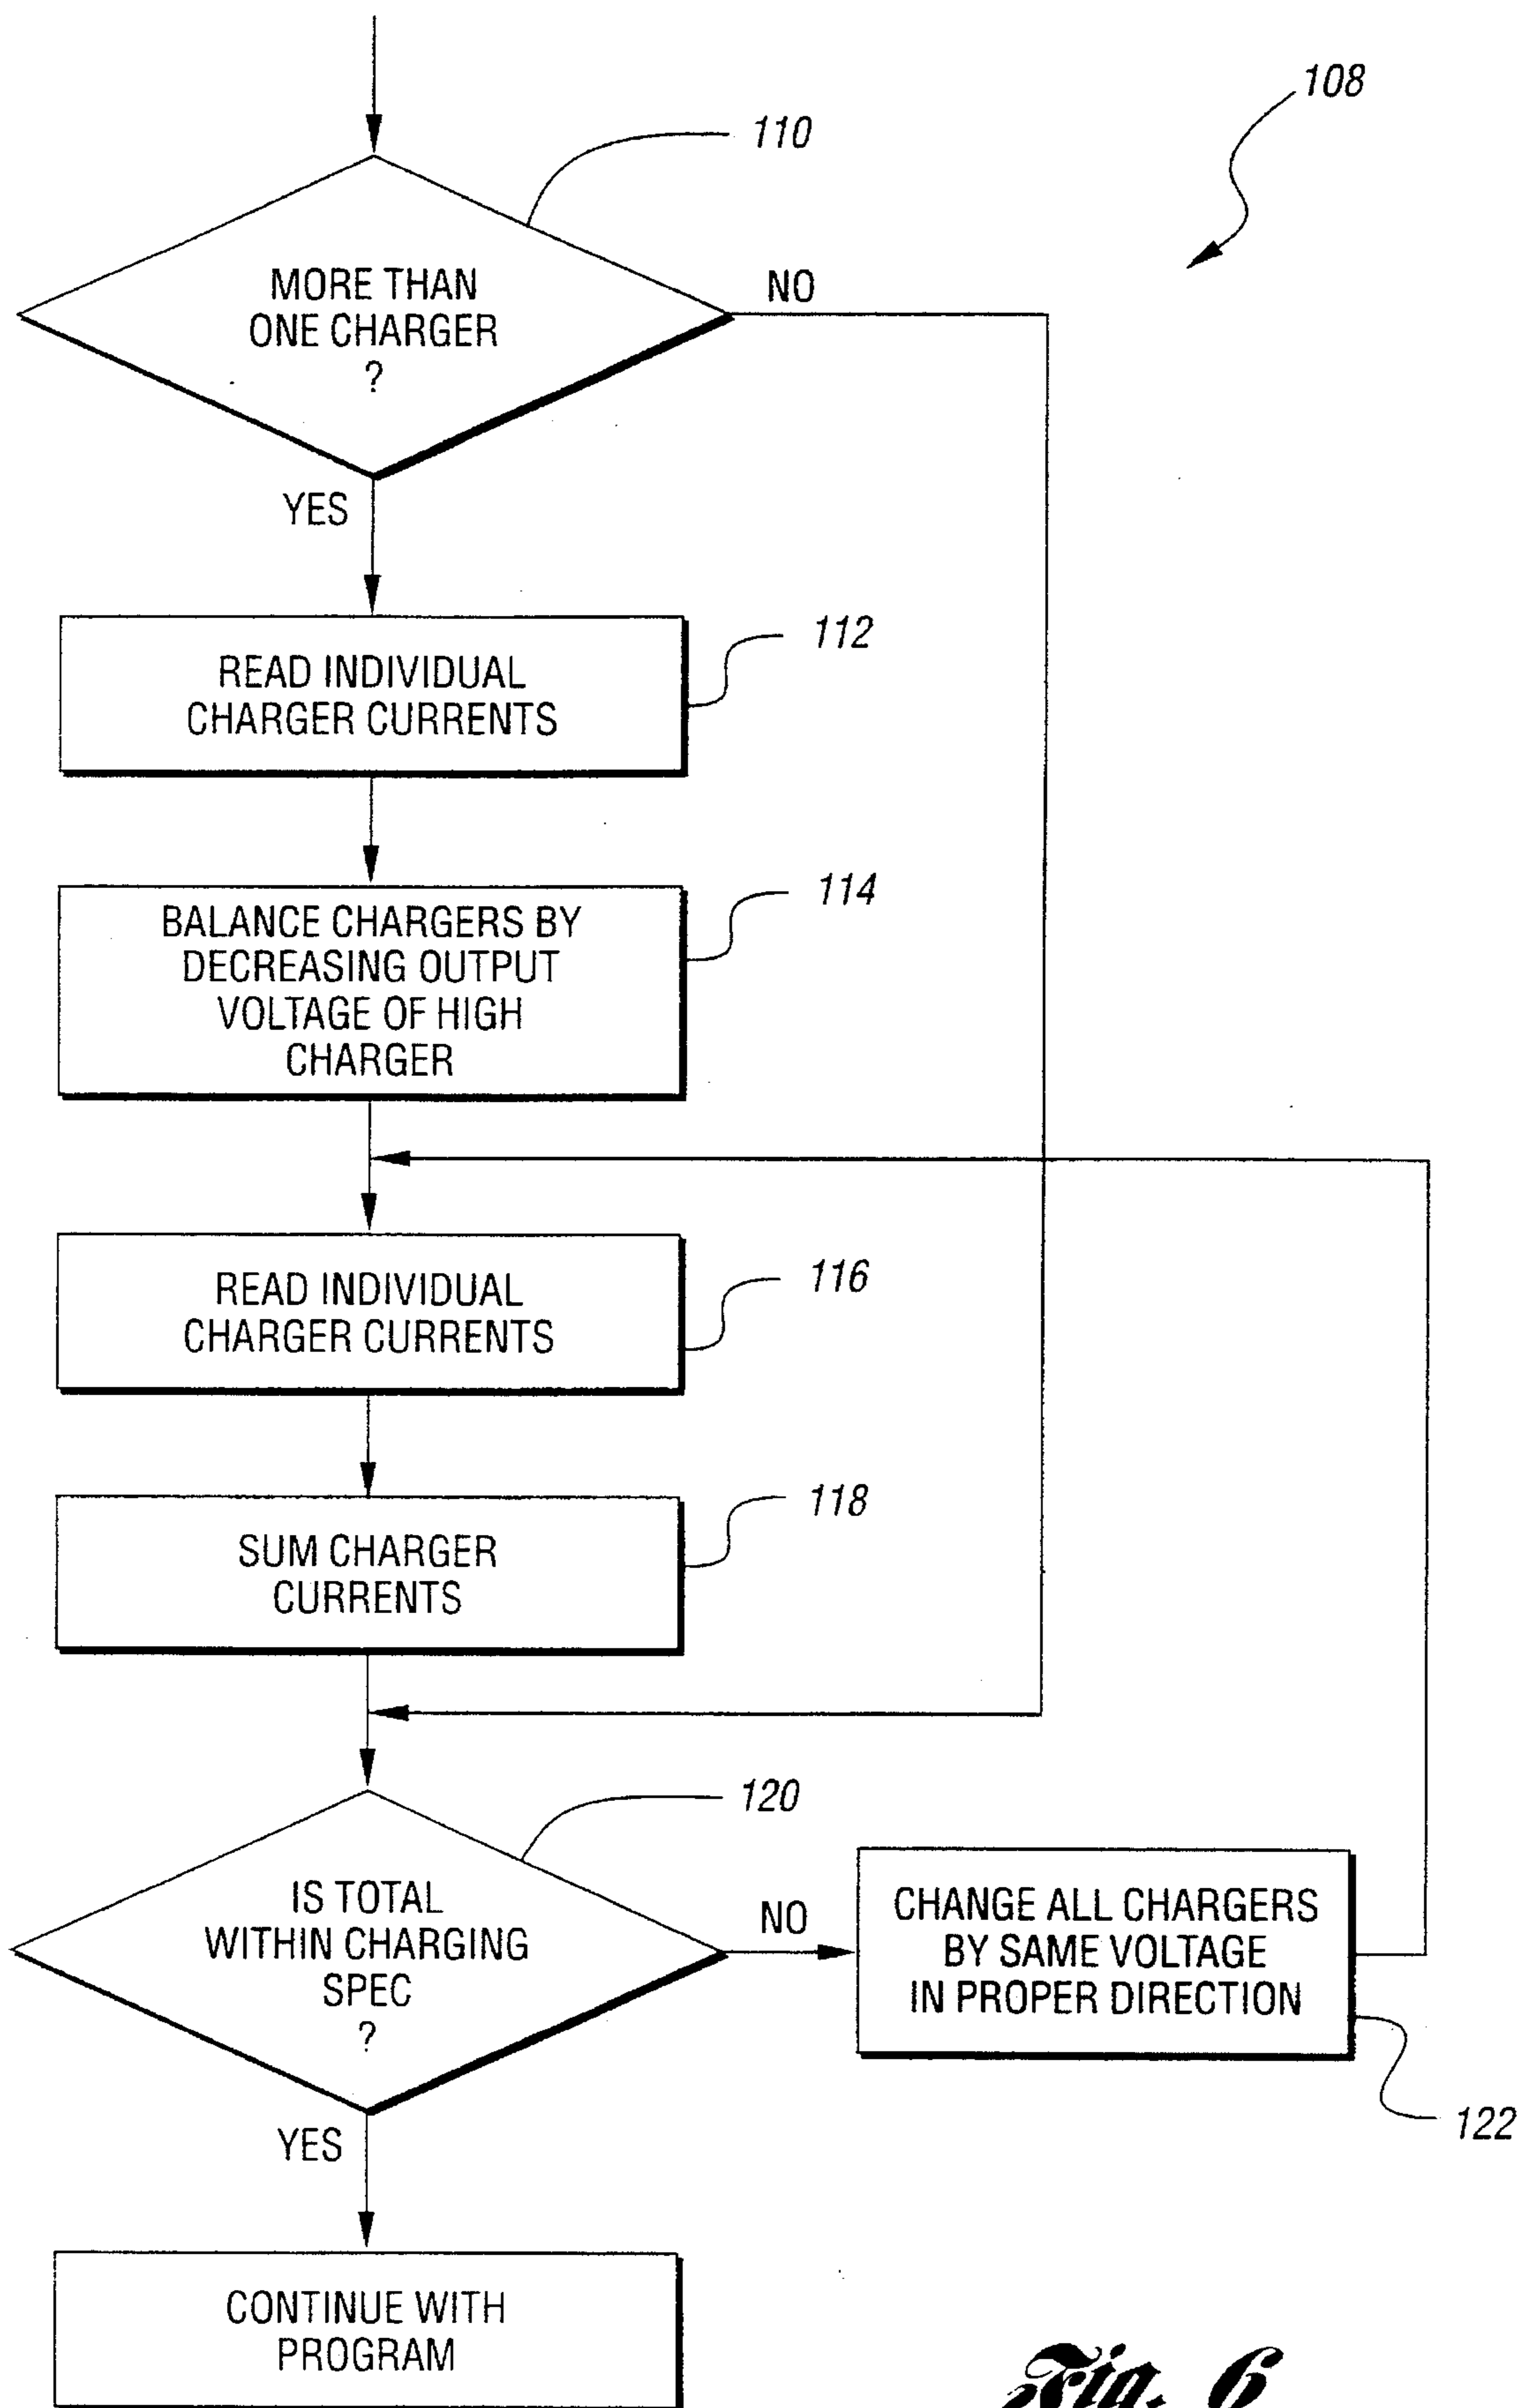 108
110
MORE THAN
ONE CHARGER
?
NO
YES
112
READ INDIVIDUAL
CHARGER CURRENTS
114
BALANCE CHARGERS BY
DECREASING OUTPUT
VOLTAGE OF HIGH
CHARGER
116
READ INDIVIDUAL
CHARGER CURRENTS
118
SUM CHARGER
CURRENTS
120
IS TOTAL
WITHIN CHARGING
SPEC
?
NO
CHANGE ALL CHARGERS
BY SAME VOLTAGE
IN PROPER DIRECTION
122
YES
CONTINUE WITH
PROGRAM
Fig. 6